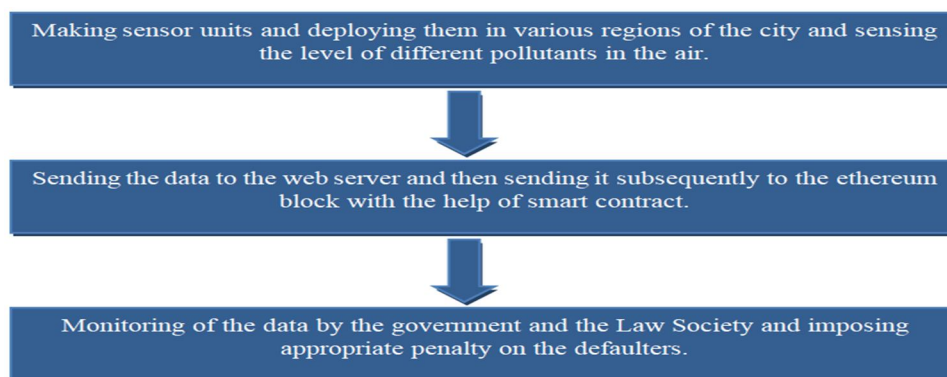 Making sensor units and deploying them in various regions of the city and sensing
the level of different pollutants in the air.
Sending the data to the web server and then sending it subsequently to the ethereum
block with the help of smart contract.
Monitoring of the data by the government and the Law Society and imposing
appropriate penalty on the defaulters.